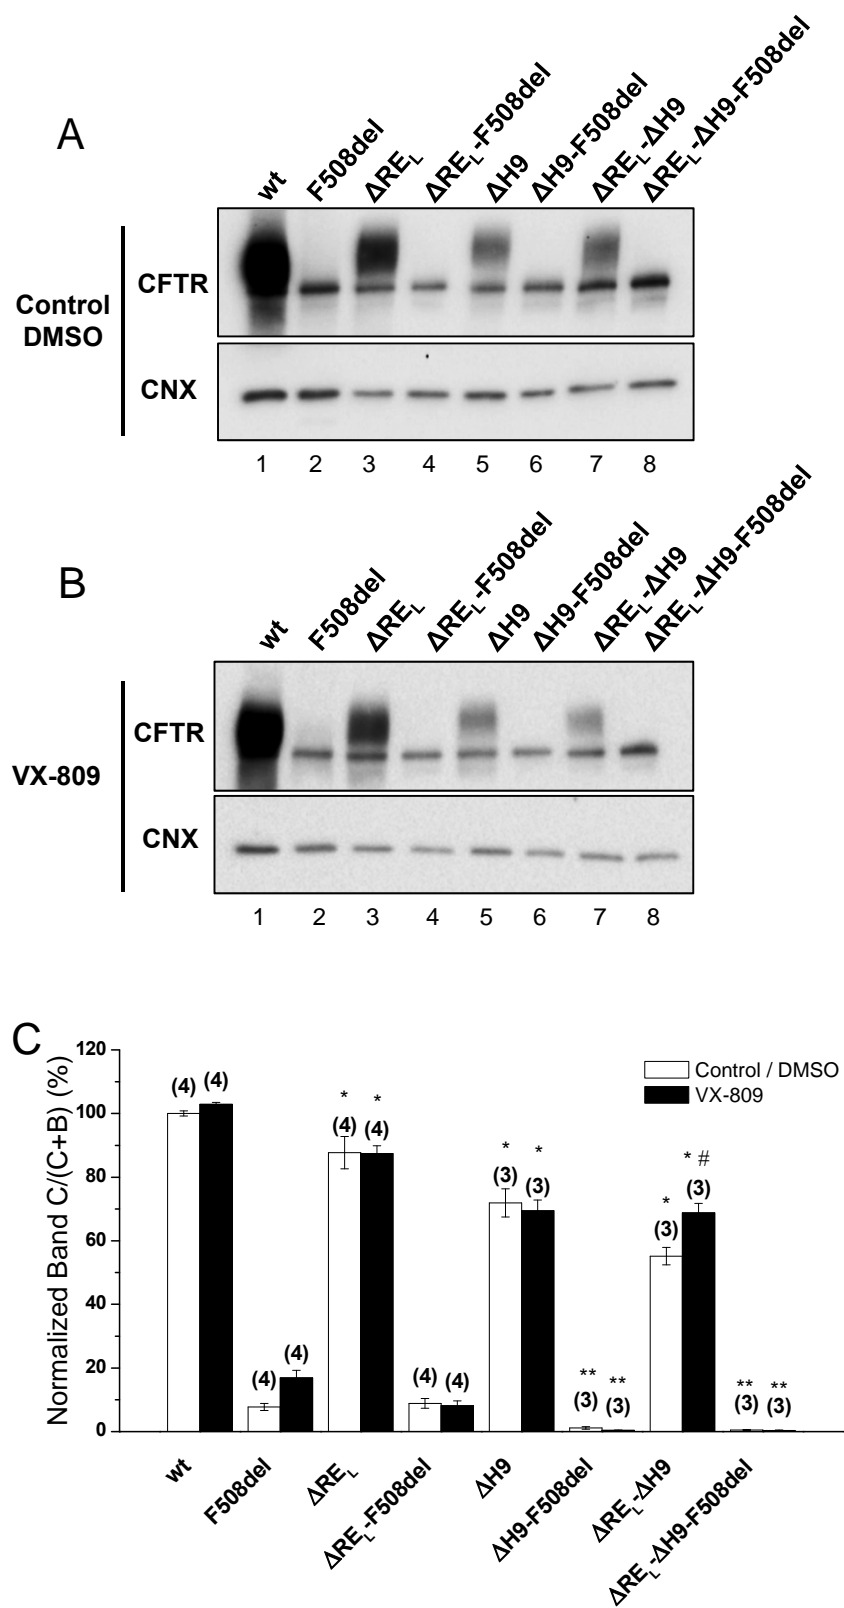 A
wt
F508del
ΔREL
ΔREL-F508del
ΔH9
ΔH9-F508del
ΔREL-ΔH9
ΔREL-ΔH9-F508del
Control
DMSO
CFTR
CNX
1 2 3 4 5 6 7 8
B
wt
F508del
ΔREL
ΔREL-F508del
ΔH9
ΔH9-F508del
ΔREL-ΔH9
ΔREL-ΔH9-F508del
VX-809
CFTR
CNX
1 2 3 4 5 6 7 8
C
Normalized Band C/(C+B) (%)
120
100
80
60
40
20
0
Control / DMSO
VX-809
(4) (4)
(4) (4)
* *
(4) (4)
(4) (4)
* *
(3) (3)
** **
(3) (3)
* * #
(3) (3)
** **
(3) (3)
wt
F508del
ΔREL
ΔREL-F508del
ΔH9
ΔH9-F508del
ΔREL-ΔH9
ΔREL-ΔH9-F508del